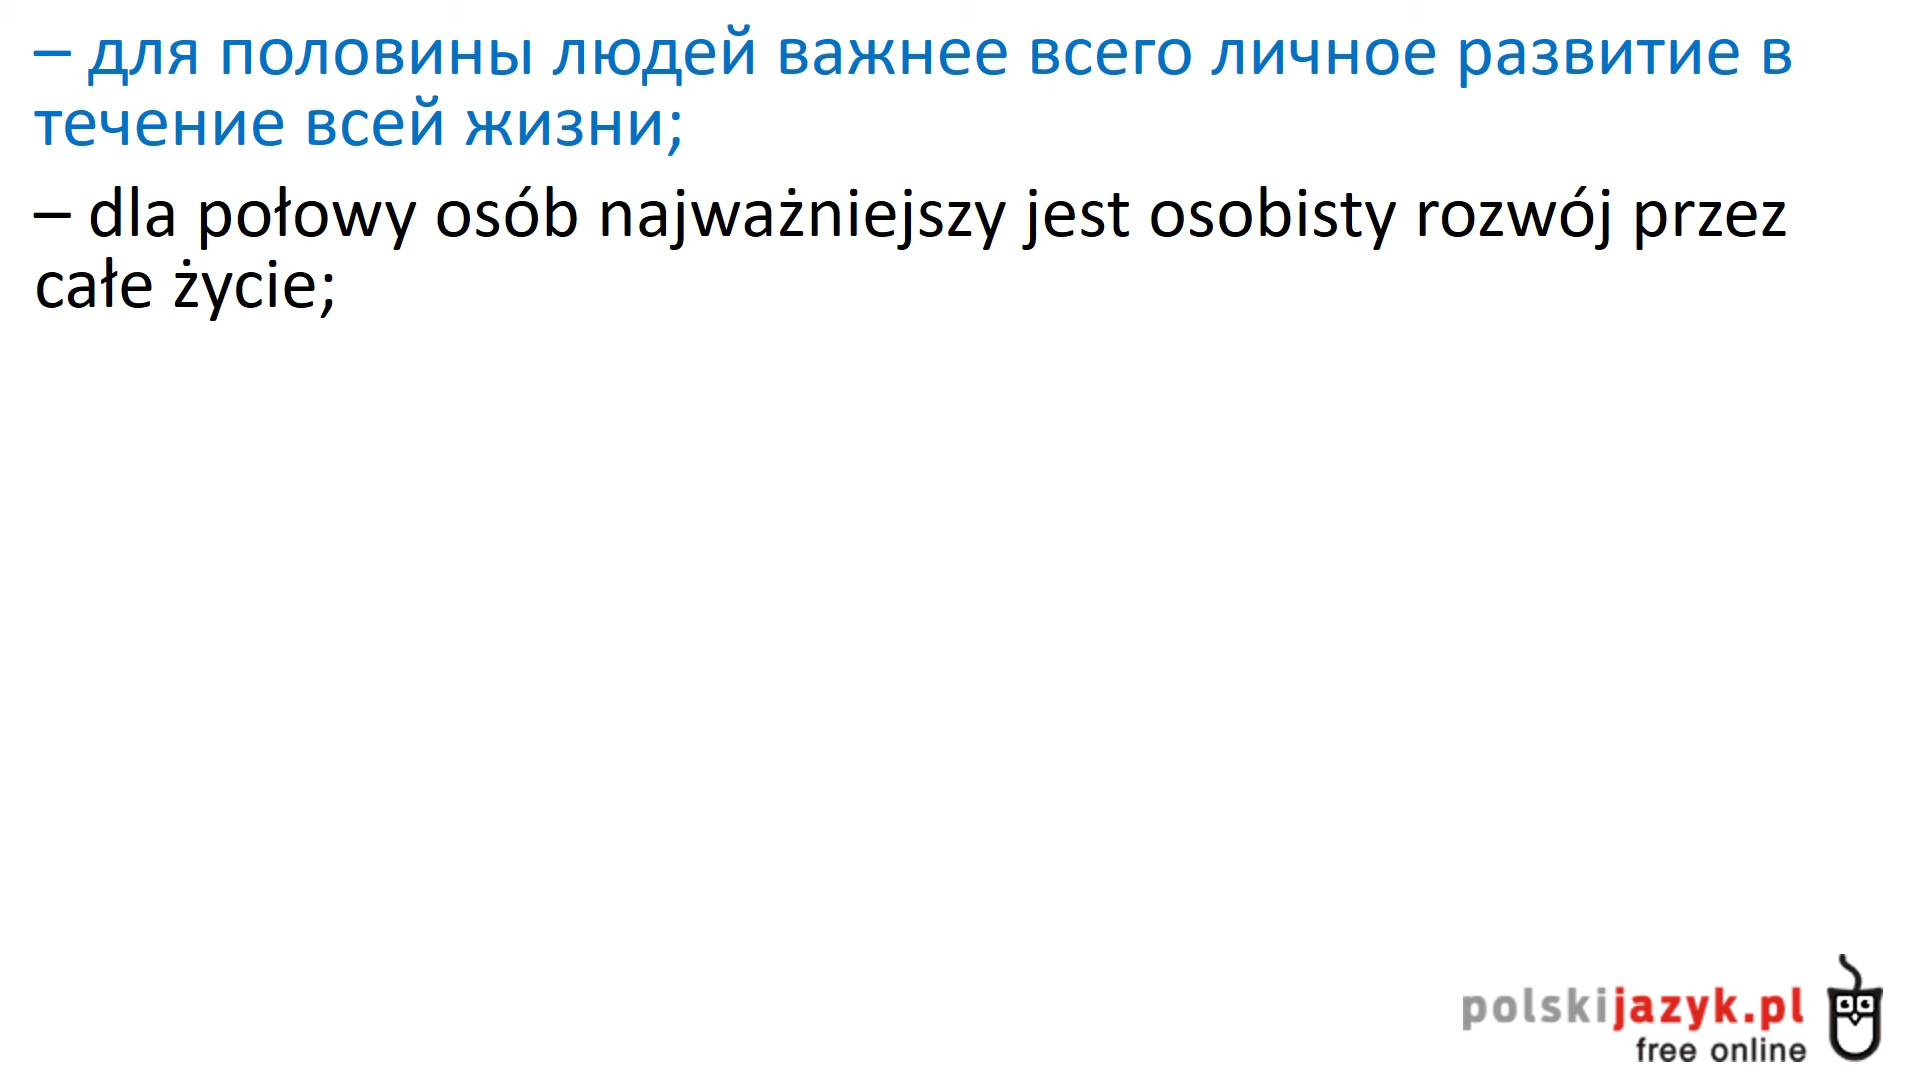 – для половины людей важнее всего личное развитие в
течение всей жизни;
– dla połowy osób najważniejszy jest osobisty rozwój przez
całe życie;
polskijazyk.pl
free online